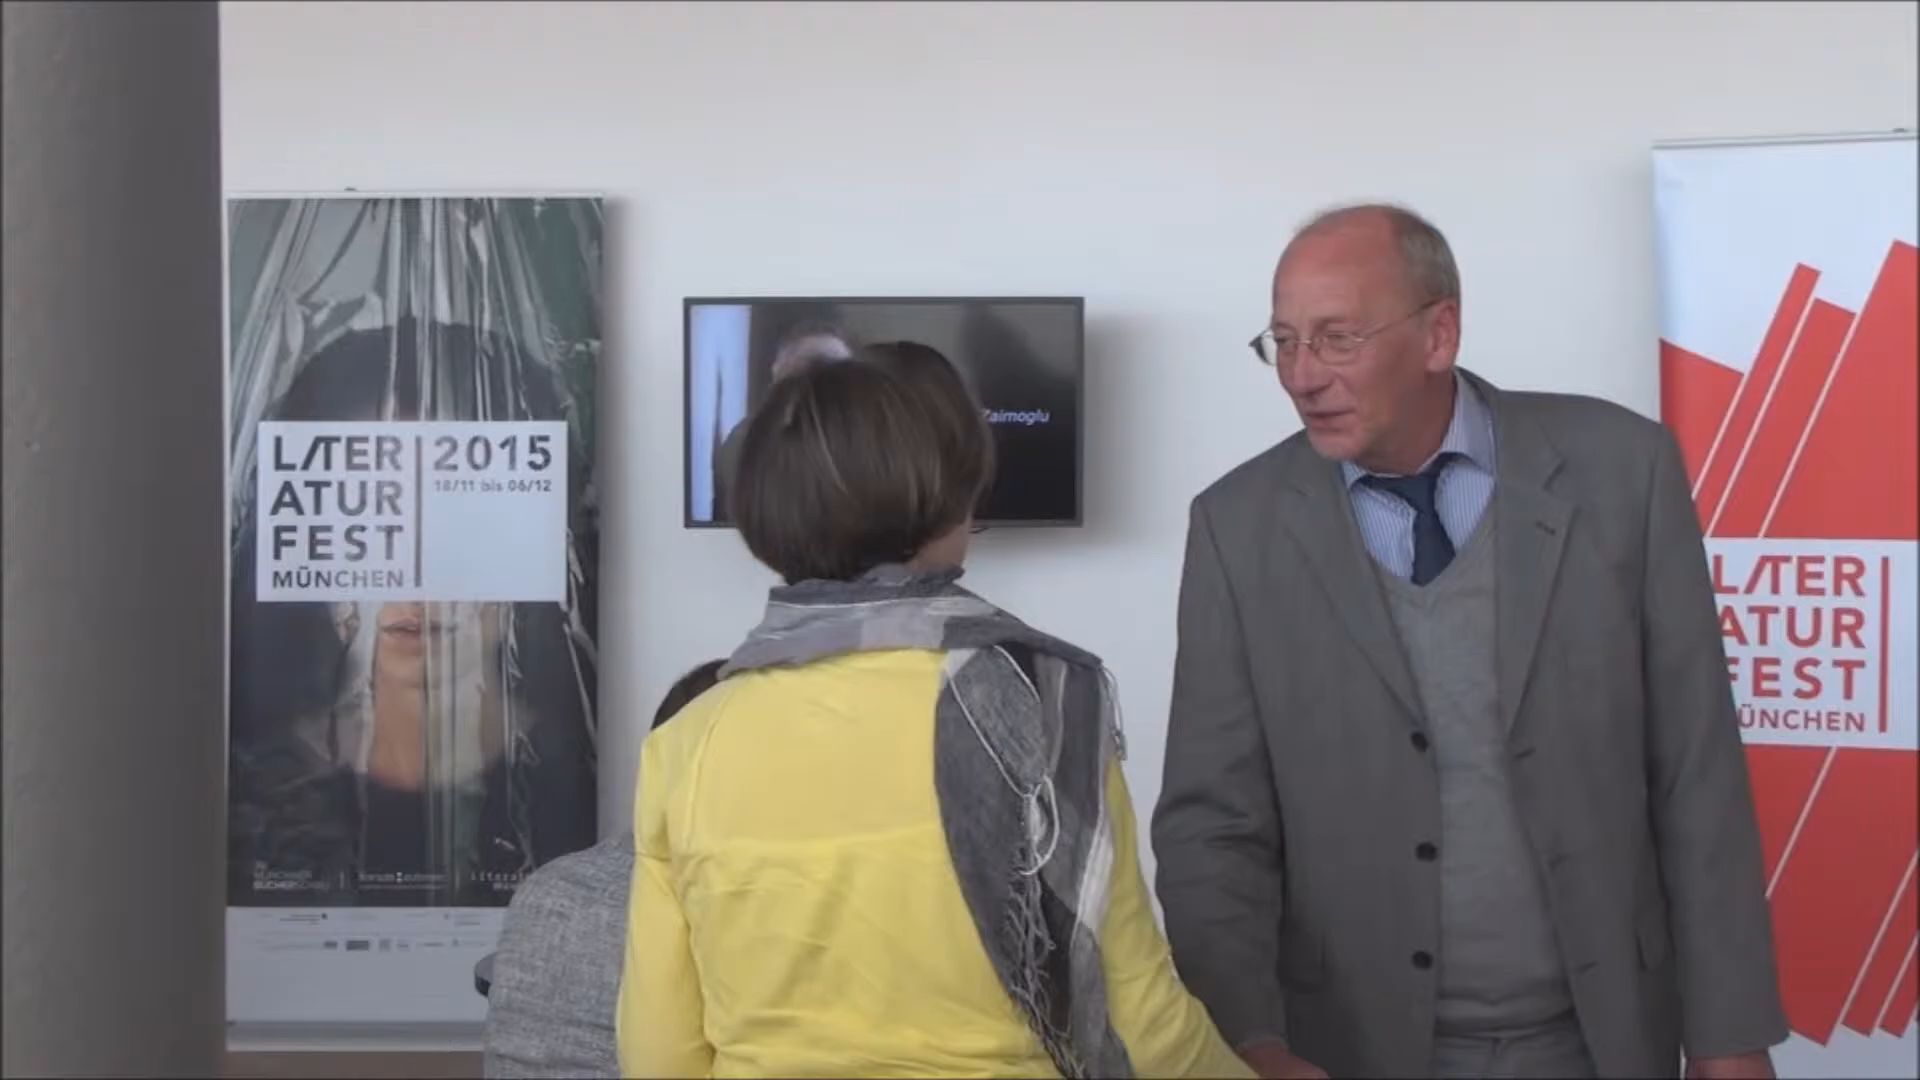 LITER
ATUR
FEST
MÜNCHEN
2015
18/11 bis 06/12
Zaimoglu
LITER
ATUR
FEST
MÜNCHEN